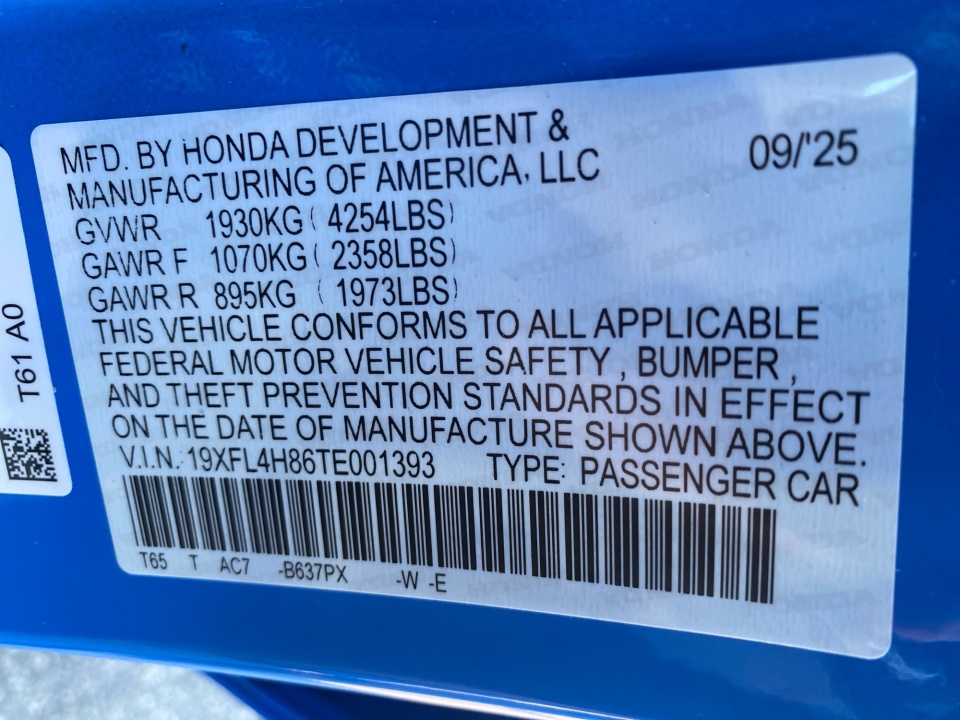 MFD. BY HONDA DEVELOPMENT &
MANUFACTURING OF AMERICA, LLC
09/'25
GVWR 1930KG ( 4254LBS)
GAWR F 1070KG ( 2358LBS)
GAWR R 895KG ( 1973LBS)
THIS VEHICLE CONFORMS TO ALL APPLICABLE
FEDERAL MOTOR VEHICLE SAFETY , BUMPER ,
AND THEFT PREVENTION STANDARDS IN EFFECT
ON THE DATE OF MANUFACTURE SHOWN ABOVE.
V.I.N.: 19XFL4H86TE001393 TYPE: PASSENGER CAR
T65 T AC7 -B637PX -W -E
T61 A0